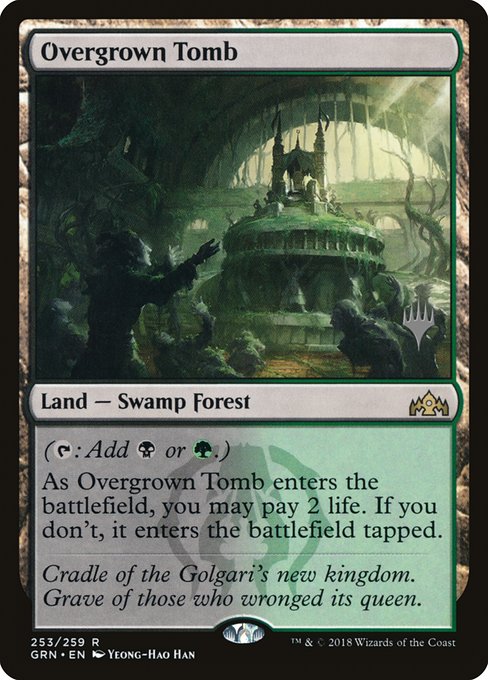 Overgrown Tomb
Land — Swamp Forest
(: Add or .)
As Overgrown Tomb enters the
battlefield, you may pay 2 life. If you
don't, it enters the battlefield tapped.
Cradle of the Golgari's new kingdom.
Grave of those who wronged its queen.
253/259 R
GRN • EN Yeong-Hao Han
™ & © 2018 Wizards of the Coast